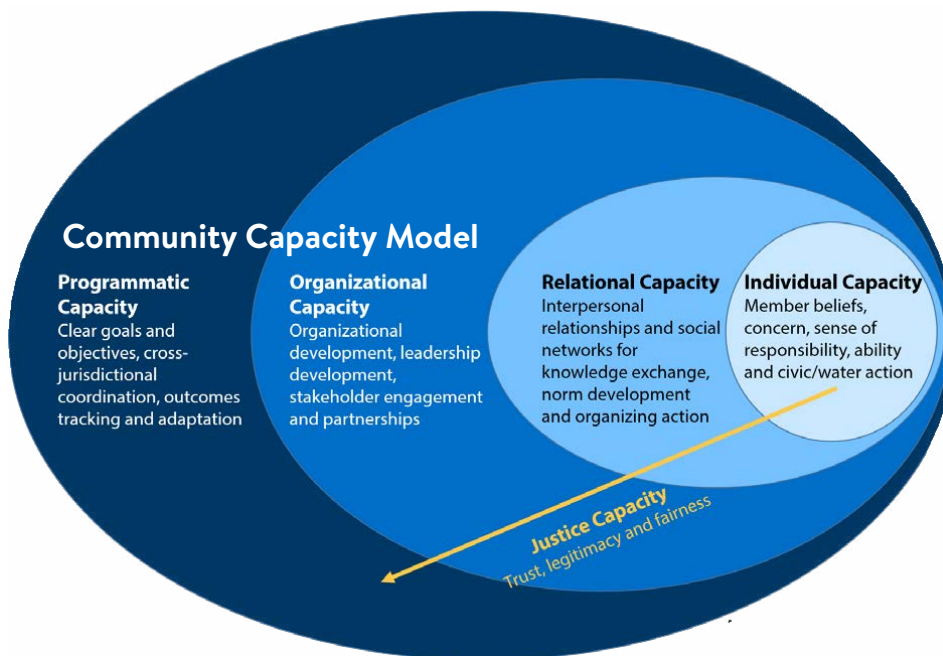 Community Capacity Model
Programmatic
Capacity
Clear goals and
objectives, cross-
jurisdictional
coordination, outcomes
tracking and adaptation
Organizational
Capacity
Organizational
development, leadership
development,
stakeholder engagement
and partnerships
Relational Capacity
Interpersonal
relationships and social
networks for
knowledge exchange,
norm development
and organizing action
Individual Capacity
Member beliefs,
concern, sense of
responsibility, ability
and civic/water action
Justice Capacity
Trust, legitimacy and fairness